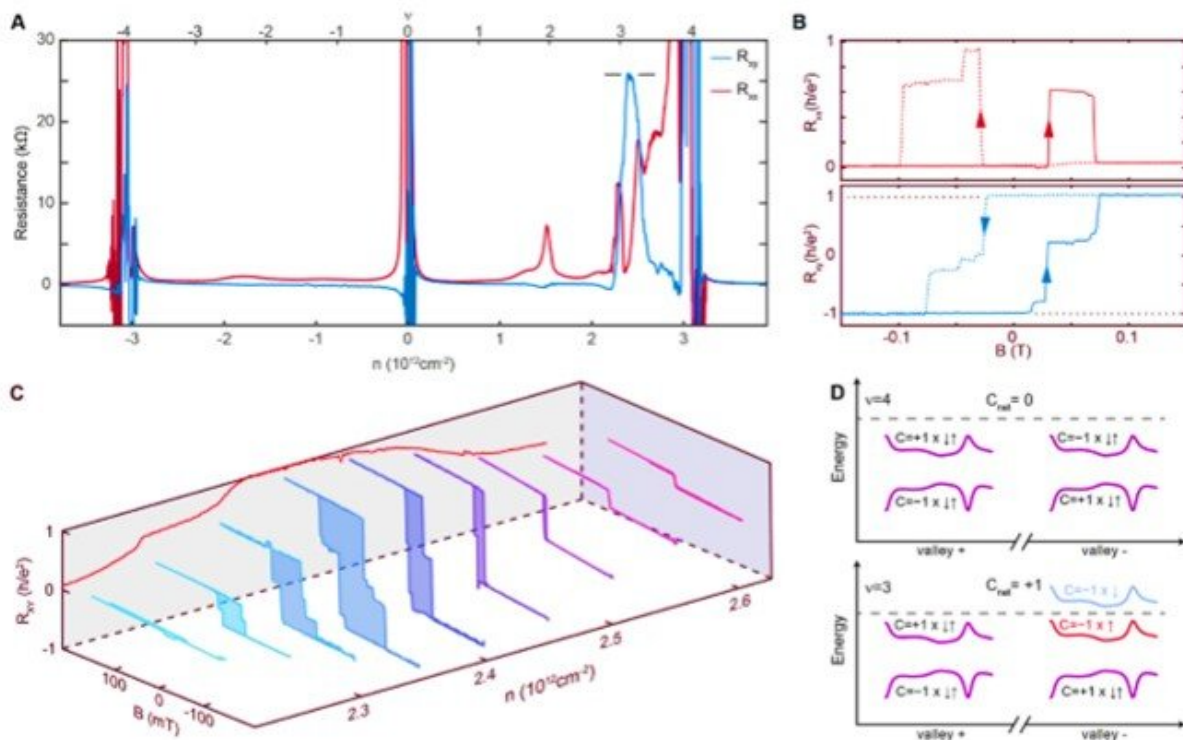 A
ν
-4 -2 -1 0 1 2 3 4
30
20
10
0
Resistance (kΩ)
Rxy
Rxx
-3 -2 -1 0 1 2 3
n (10¹²cm⁻²)
B
1
0
Rxx(h/e²)
1
0
-1
Rxy(h/e²)
-0.1 0 0.1
B (T)
C
1
0
-1
RXY (h/e²)
100
0
-100
B (mT)
2.3
2.4
2.5
2.6
n (10¹²cm⁻²)
D
ν=4 Cnet= 0
Energy
C=+1 x ↓↑ C=−1 x ↓↑
C=−1 x ↓↑ C=+1 x ↓↑
valley + valley -
ν=3 Cnet= +1
Energy
C=−1 x ↓
C=+1 x ↓↑ C=−1 x ↑
C=−1 x ↓↑ C=+1 x ↓↑
valley + valley -